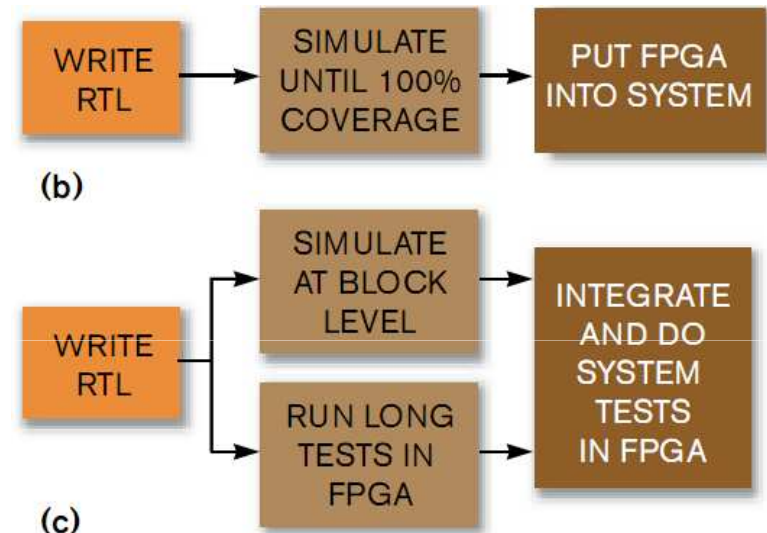 WRITE
RTL
SIMULATE
UNTIL 100%
COVERAGE
PUT FPGA
INTO SYSTEM
(b)
WRITE
RTL
SIMULATE
AT BLOCK
LEVEL
RUN LONG
TESTS IN
FPGA
INTEGRATE
AND DO
SYSTEM
TESTS
IN FPGA
(c)